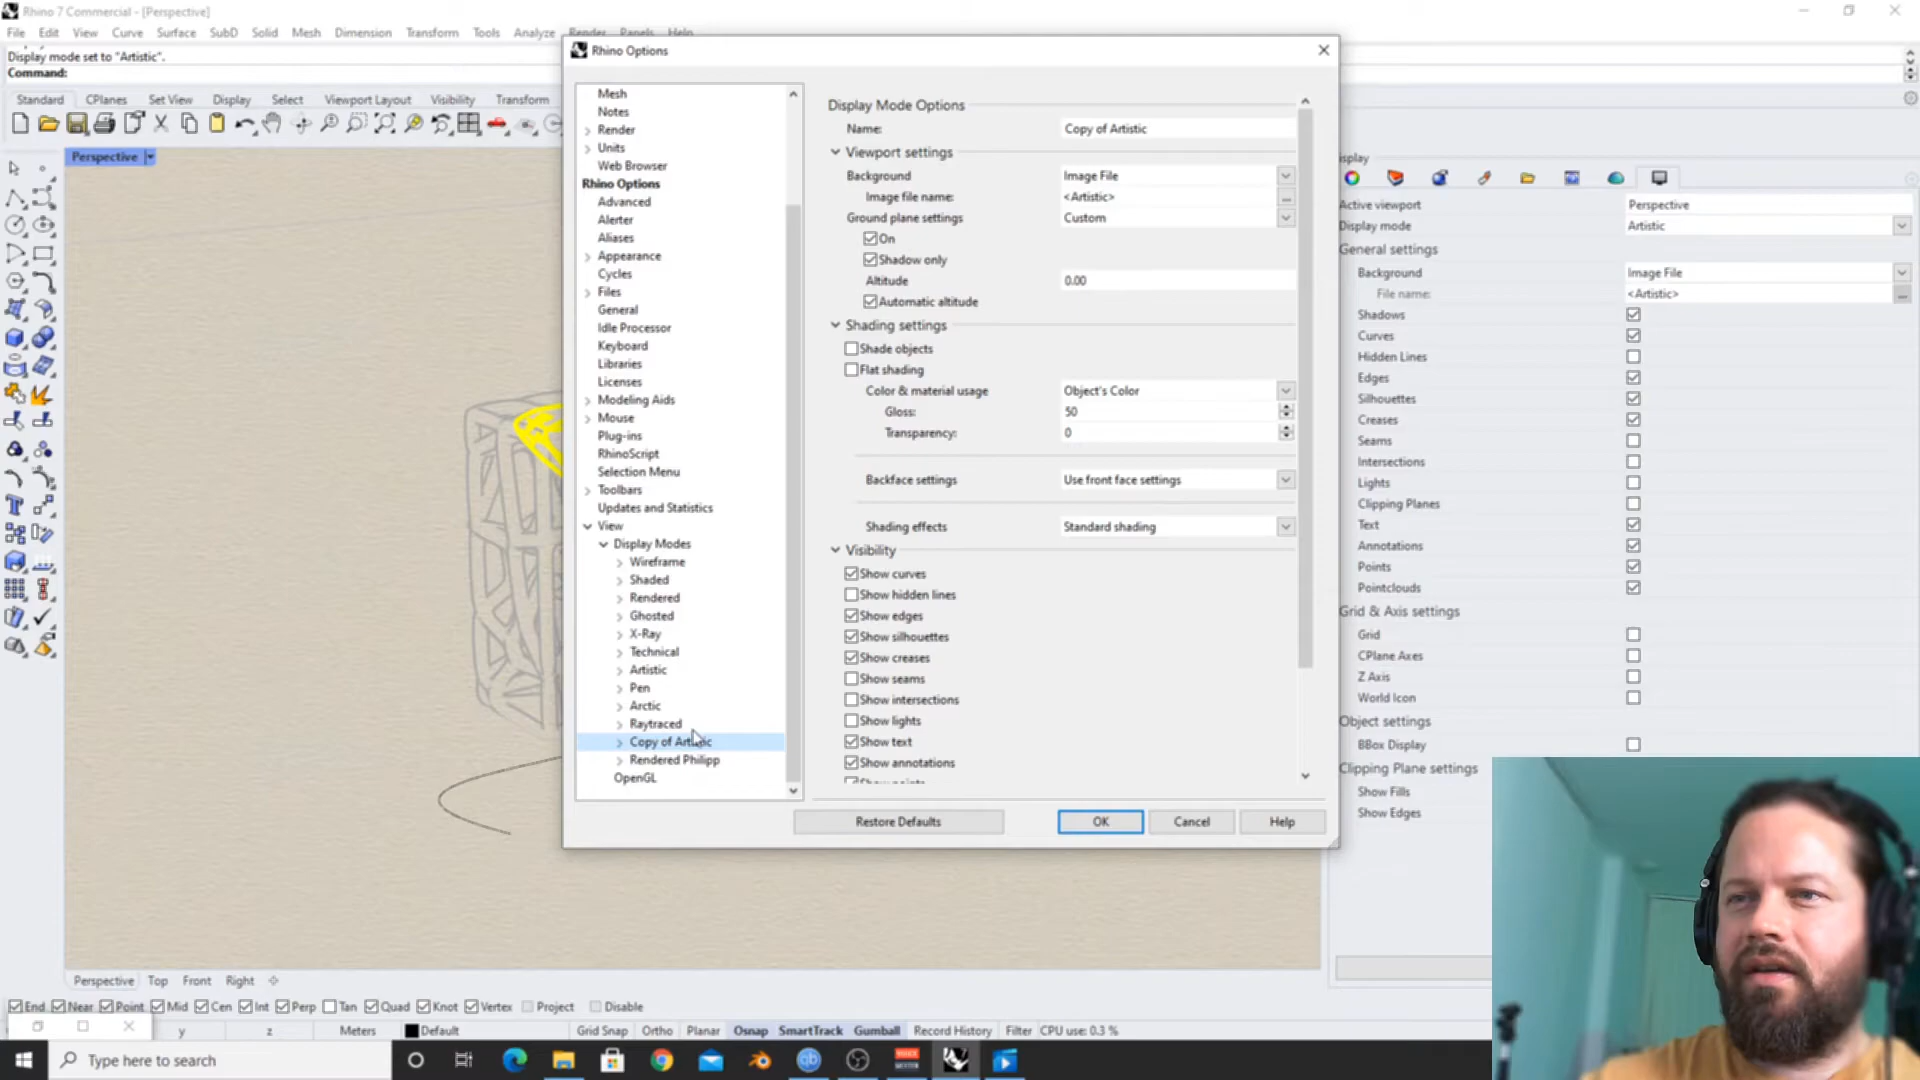 Rhino 7 Commercial - [Perspective]
File Edit View Curve Surface SubD Solid Mesh Dimension Transform Tools Analyze Render Panels Help
Display mode set to "Artistic".
Command:
Standard CPlanes Set View Display Select Viewport Layout Visibility Transform
Perspective
Rhino Options
Mesh
Notes
Render
Units
Web Browser
Rhino Options
Advanced
Alerter
Aliases
Appearance
Cycles
Files
General
Idle Processor
Keyboard
Libraries
Licenses
Modeling Aids
Mouse
Plug-ins
RhinoScript
Selection Menu
Toolbars
Updates and Statistics
View
Display Modes
Wireframe
Shaded
Rendered
Ghosted
X-Ray
Technical
Artistic
Pen
Arctic
Raytraced
Copy of Artistic
Rendered Philipp
OpenGL
Display Mode Options
Name: Copy of Artistic
Viewport settings
Background Image File
Image file name: <Artistic> ...
Ground plane settings Custom
On
Shadow only
Altitude 0.00
Automatic altitude
Shading settings
Shade objects
Flat shading
Color & material usage Object's Color
Gloss: 50
Transparency: 0
Backface settings Use front face settings
Shading effects Standard shading
Visibility
Show curves
Show hidden lines
Show edges
Show silhouettes
Show creases
Show seams
Show intersections
Show lights
Show text
Show annotations
Restore Defaults OK Cancel Help
Active viewport Perspective
Display mode Artistic
General settings
Background Image File
File name: <Artistic> ...
Shadows
Curves
Hidden Lines
Edges
Silhouettes
Creases
Seams
Intersections
Lights
Clipping Planes
Text
Annotations
Points
Pointclouds
Grid & Axis settings
Grid
CPlane Axes
Z Axis
World Icon
Object settings
BBox Display
Clipping Plane settings
Show Fills
Show Edges
Perspective Top Front Right
End Near Point Mid Cen Int Perp Tan Quad Knot Vertex Project Disable
y z Meters Default Grid Snap Ortho Planar Osnap SmartTrack Gumball Record History Filter CPU use: 0.3 %
Type here to search